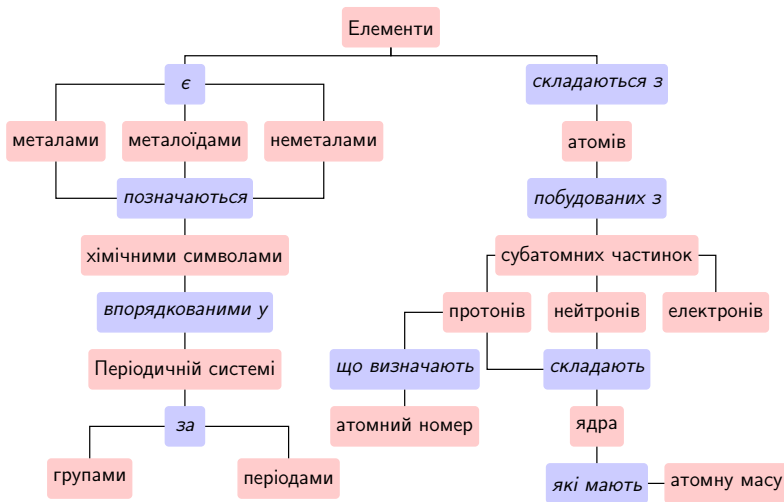 Елементи
є
складаються з
металами
металоїдами
неметалами
атомів
позначаються
побудованих з
хімічними символами
субатомних частинок
впорядкованими у
протонів
нейтронів
електронів
Періодичній системі
що визначають
складають
за
атомний номер
ядра
групами
періодами
які мають
атомну масу